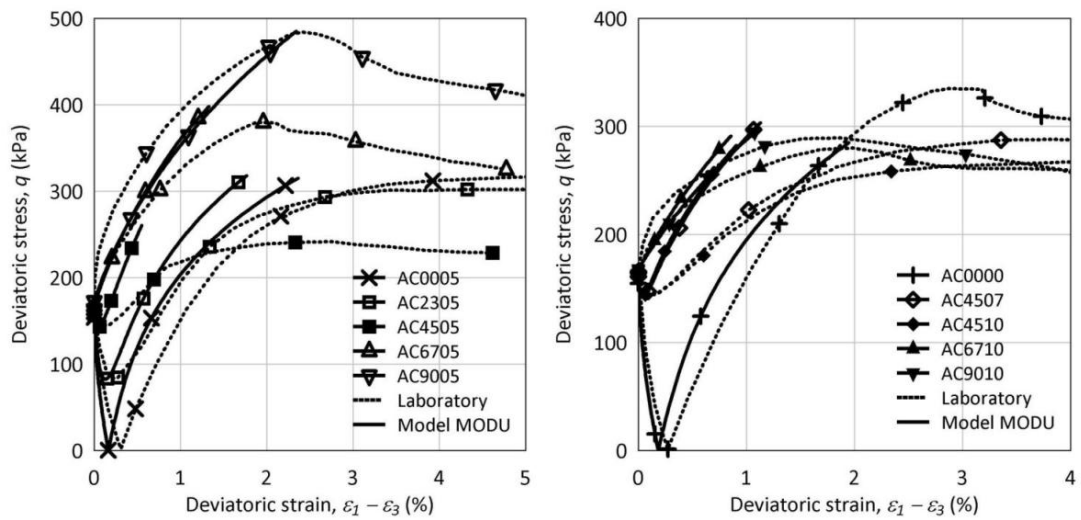 500
400
300
200
100
0
Deviatoric stress, q (kPa)
0 1 2 3 4 5
Deviatoric strain, ε1 – ε3 (%)
AC0005
AC2305
AC4505
AC6705
AC9005
Laboratory
Model MODU
400
300
200
100
0
Deviatoric stress, q (kPa)
0 1 2 3 4
Deviatoric strain, ε1 – ε3 (%)
AC0000
AC4507
AC4510
AC6710
AC9010
Laboratory
Model MODU